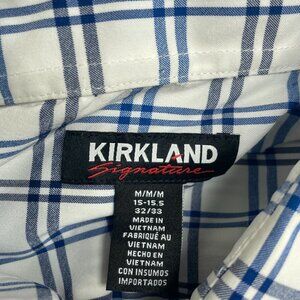 KIRKLAND
Signature
M/M/M
15-15.5
32/33
MADE IN
VIETNAM
FABRIQUÉ AU
VIETNAM
HECHO EN
VIETNAM
CON INSUMOS
IMPORTADOS